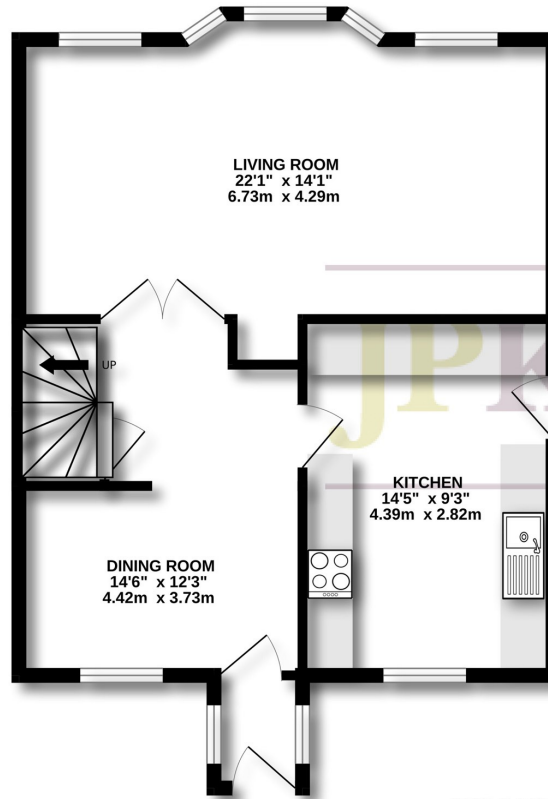 LIVING ROOM
22'1" x 14'1"
6.73m x 4.29m
UP
JPK
KITCHEN
14'5" x 9'3"
4.39m x 2.82m
DINING ROOM
14'6" x 12'3"
4.42m x 3.73m